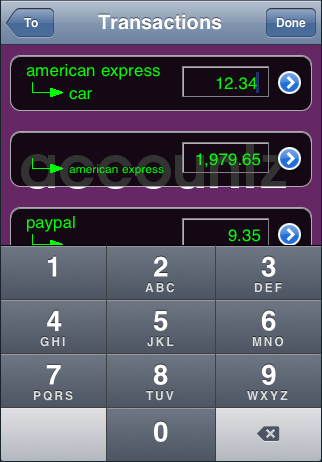 To Transactions Done
american express
car
12.34
accountz
american express
1,979.65
paypal
9.35
1 2 3
ABC DEF
4 5 6
GHI JKL MNO
7 8 9
PQRS TUV WXYZ
0